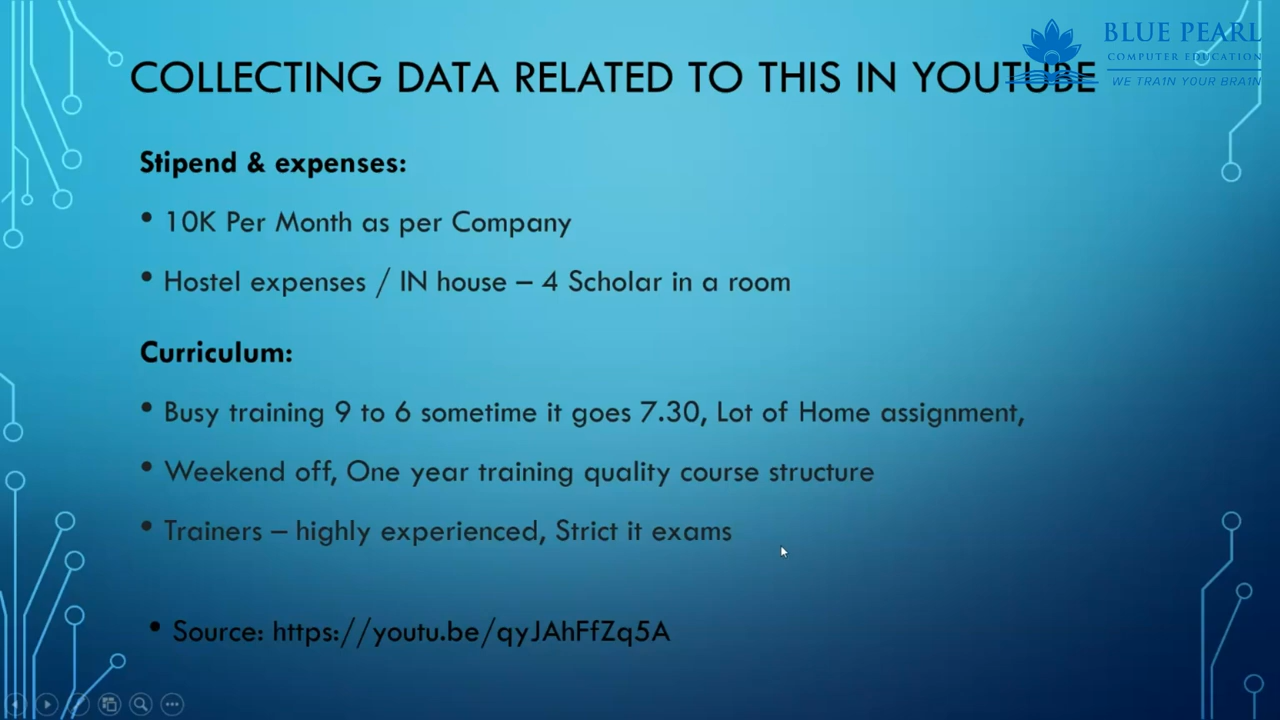 BLUE PEARL
COMPUTER EDUCATION
WE TRA1N YOUR BRA1N
COLLECTING DATA RELATED TO THIS IN YOUTUBE
Stipend & expenses:
• 10K Per Month as per Company
• Hostel expenses / IN house – 4 Scholar in a room
Curriculum:
• Busy training 9 to 6 sometime it goes 7.30, Lot of Home assignment,
• Weekend off, One year training quality course structure
• Trainers – highly experienced, Strict it exams
• Source: https://youtu.be/qyJAhFfZq5A